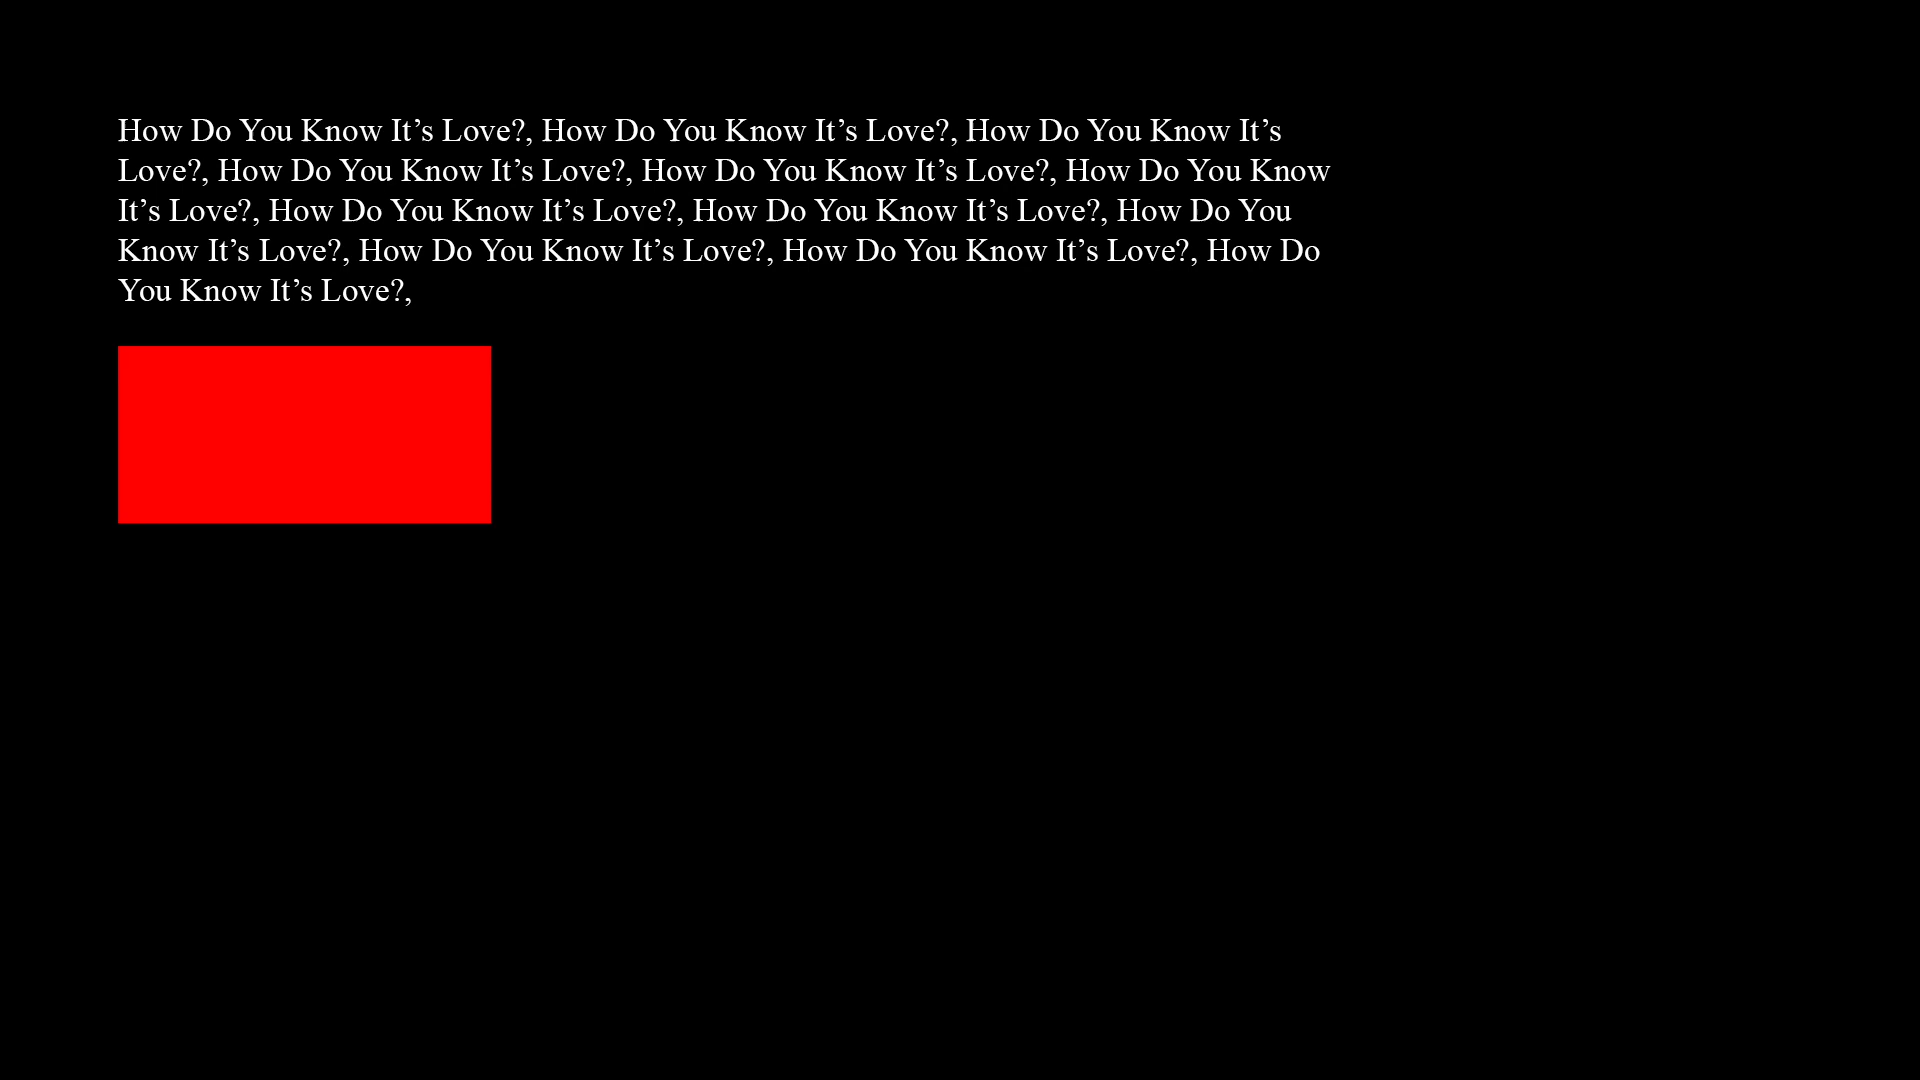 How Do You Know It’s Love?, How Do You Know It’s Love?, How Do You Know It’s
Love?, How Do You Know It’s Love?, How Do You Know It’s Love?, How Do You Know
It’s Love?, How Do You Know It’s Love?, How Do You Know It’s Love?, How Do You
Know It’s Love?, How Do You Know It’s Love?, How Do You Know It’s Love?, How Do
You Know It’s Love?,